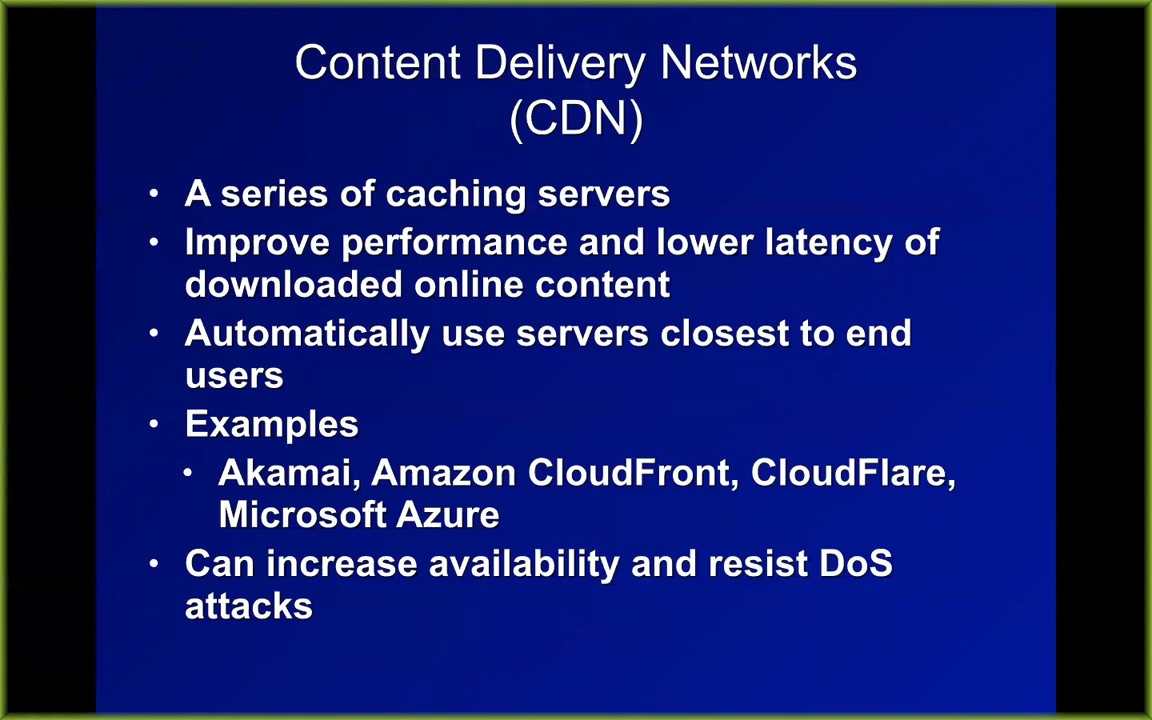 Content Delivery Networks
(CDN)
• A series of caching servers
• Improve performance and lower latency of
downloaded online content
• Automatically use servers closest to end
users
• Examples
• Akamai, Amazon CloudFront, CloudFlare,
Microsoft Azure
• Can increase availability and resist DoS
attacks